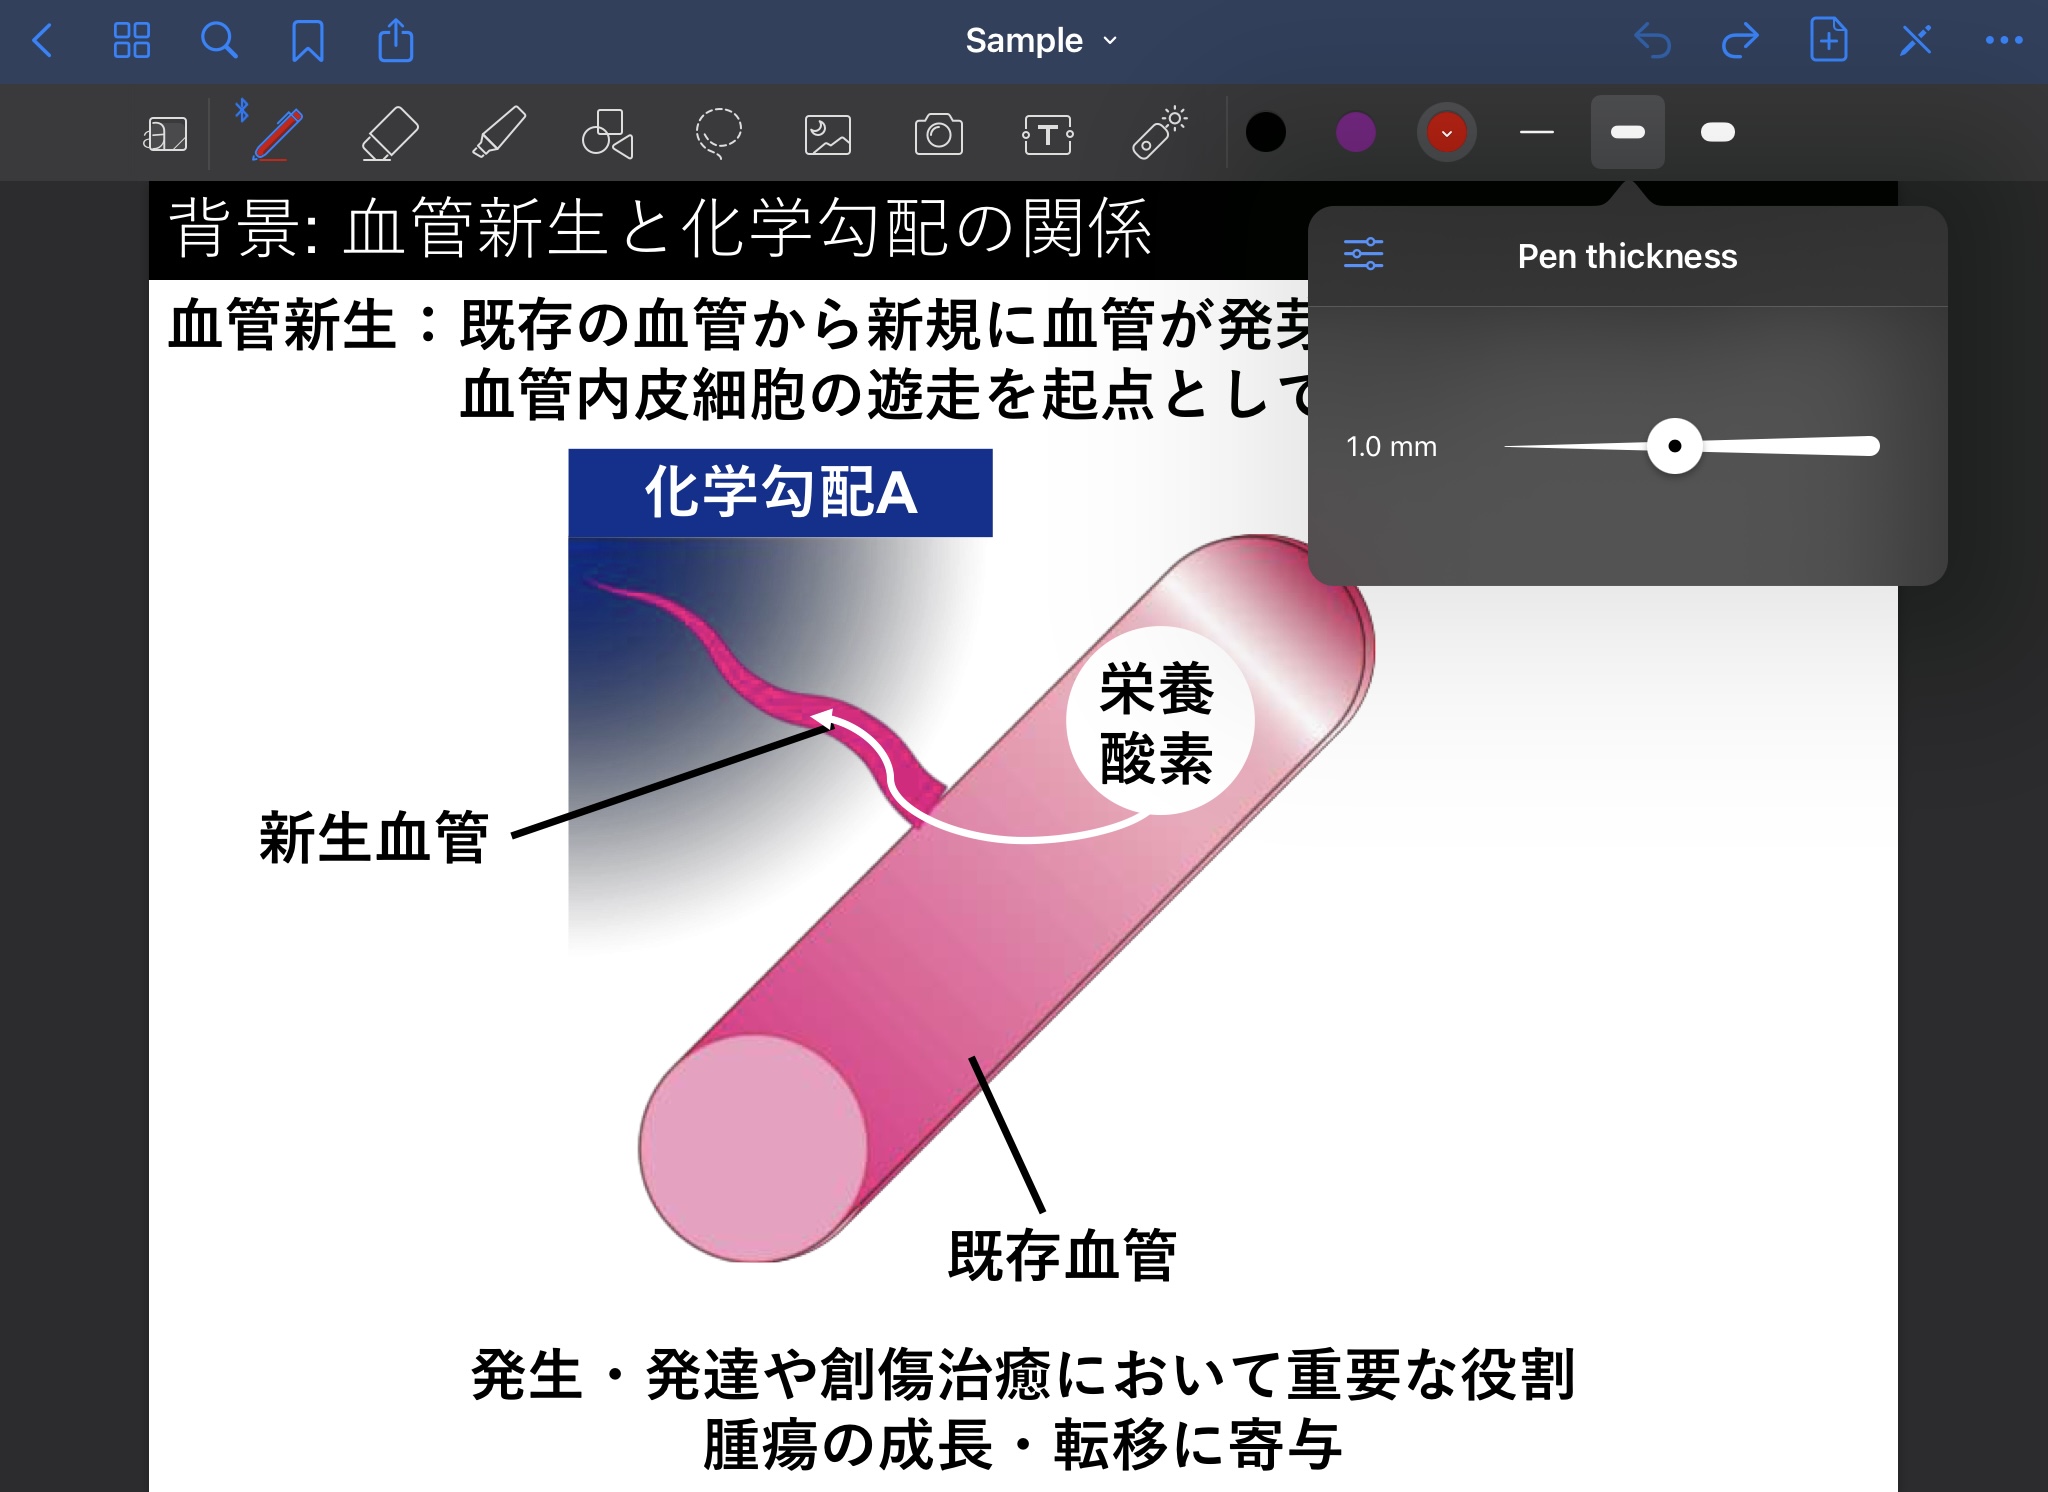 Sample
背景: 血管新生と化学勾配の関係
Pen thickness
1.0 mm
血管新生：既存の血管から新規に血管が発芽
血管内皮細胞の遊走を起点として
化学勾配A
栄養
酸素
新生血管
既存血管
発生・発達や創傷治癒において重要な役割
腫瘍の成長・転移に寄与